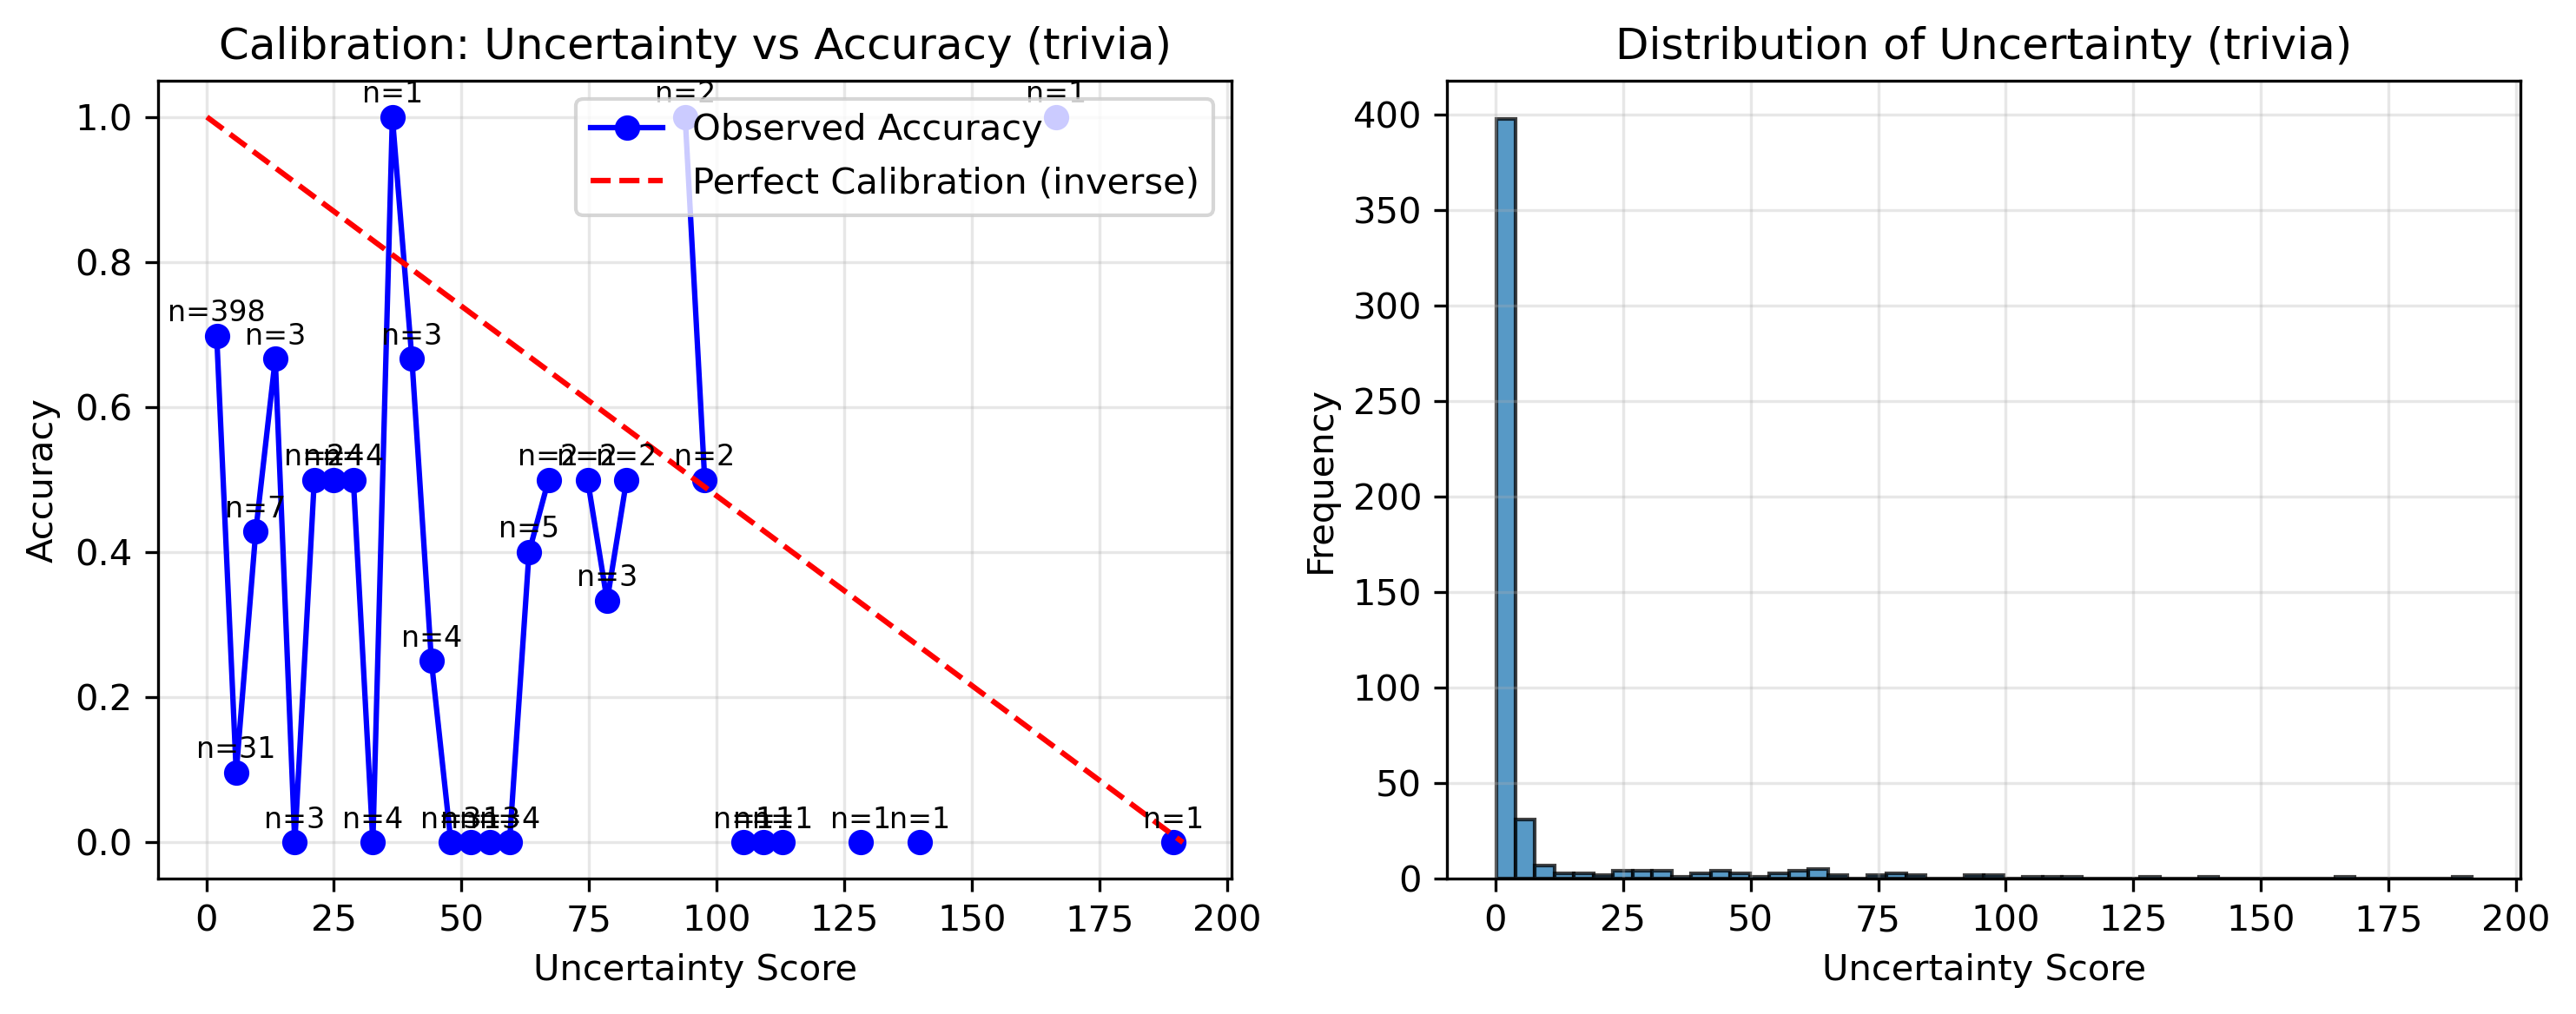 Calibration: Uncertainty vs Accuracy (trivia)
n=1
n=2
n=1
Observed Accuracy
Perfect Calibration (inverse)
n=398
n=3
n=3
n=7
n=2
n=5
n=3
n=4
n=31
n=3
n=4
n=1
n=1
n=1
1.0
0.8
0.6
0.4
0.2
0.0
Accuracy
0 25 50 75 100 125 150 175 200
Uncertainty Score
Distribution of Uncertainty (trivia)
400
350
300
250
200
150
100
50
0
Frequency
0 25 50 75 100 125 150 175 200
Uncertainty Score